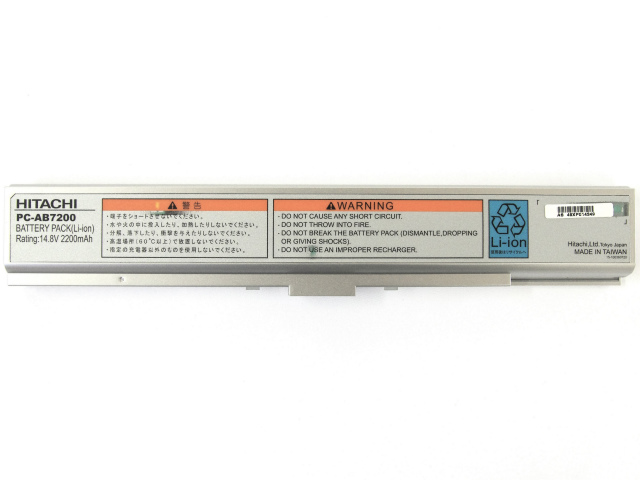 HITACHI
PC-AB7200
BATTERY PACK(Li-ion)
Rating:14.8V 2200mAh
警告
・端子をショートさせないでください。
・水や火の中に投入したり、加熱したりしないでください。
・分解、落下したり、衝撃を与えたりしないでください。
・高温場所(60℃以上)で放置しないでください。
・指定の充電器以外のものを使用しないでください。
WARNING
- DO NOT CAUSE ANY SHORT CIRCUIT.
- DO NOT THROW INTO FIRE.
- DO NOT BREAK THE BATTERY PACK (DISMANTLE,DROPPING
OR GIVING SHOCKS).
- DO NOT USE AN IMPROPER RECHARGER.
Li-ion
Hitachi,Ltd.Tokyo Japan
MADE IN TAIWAN